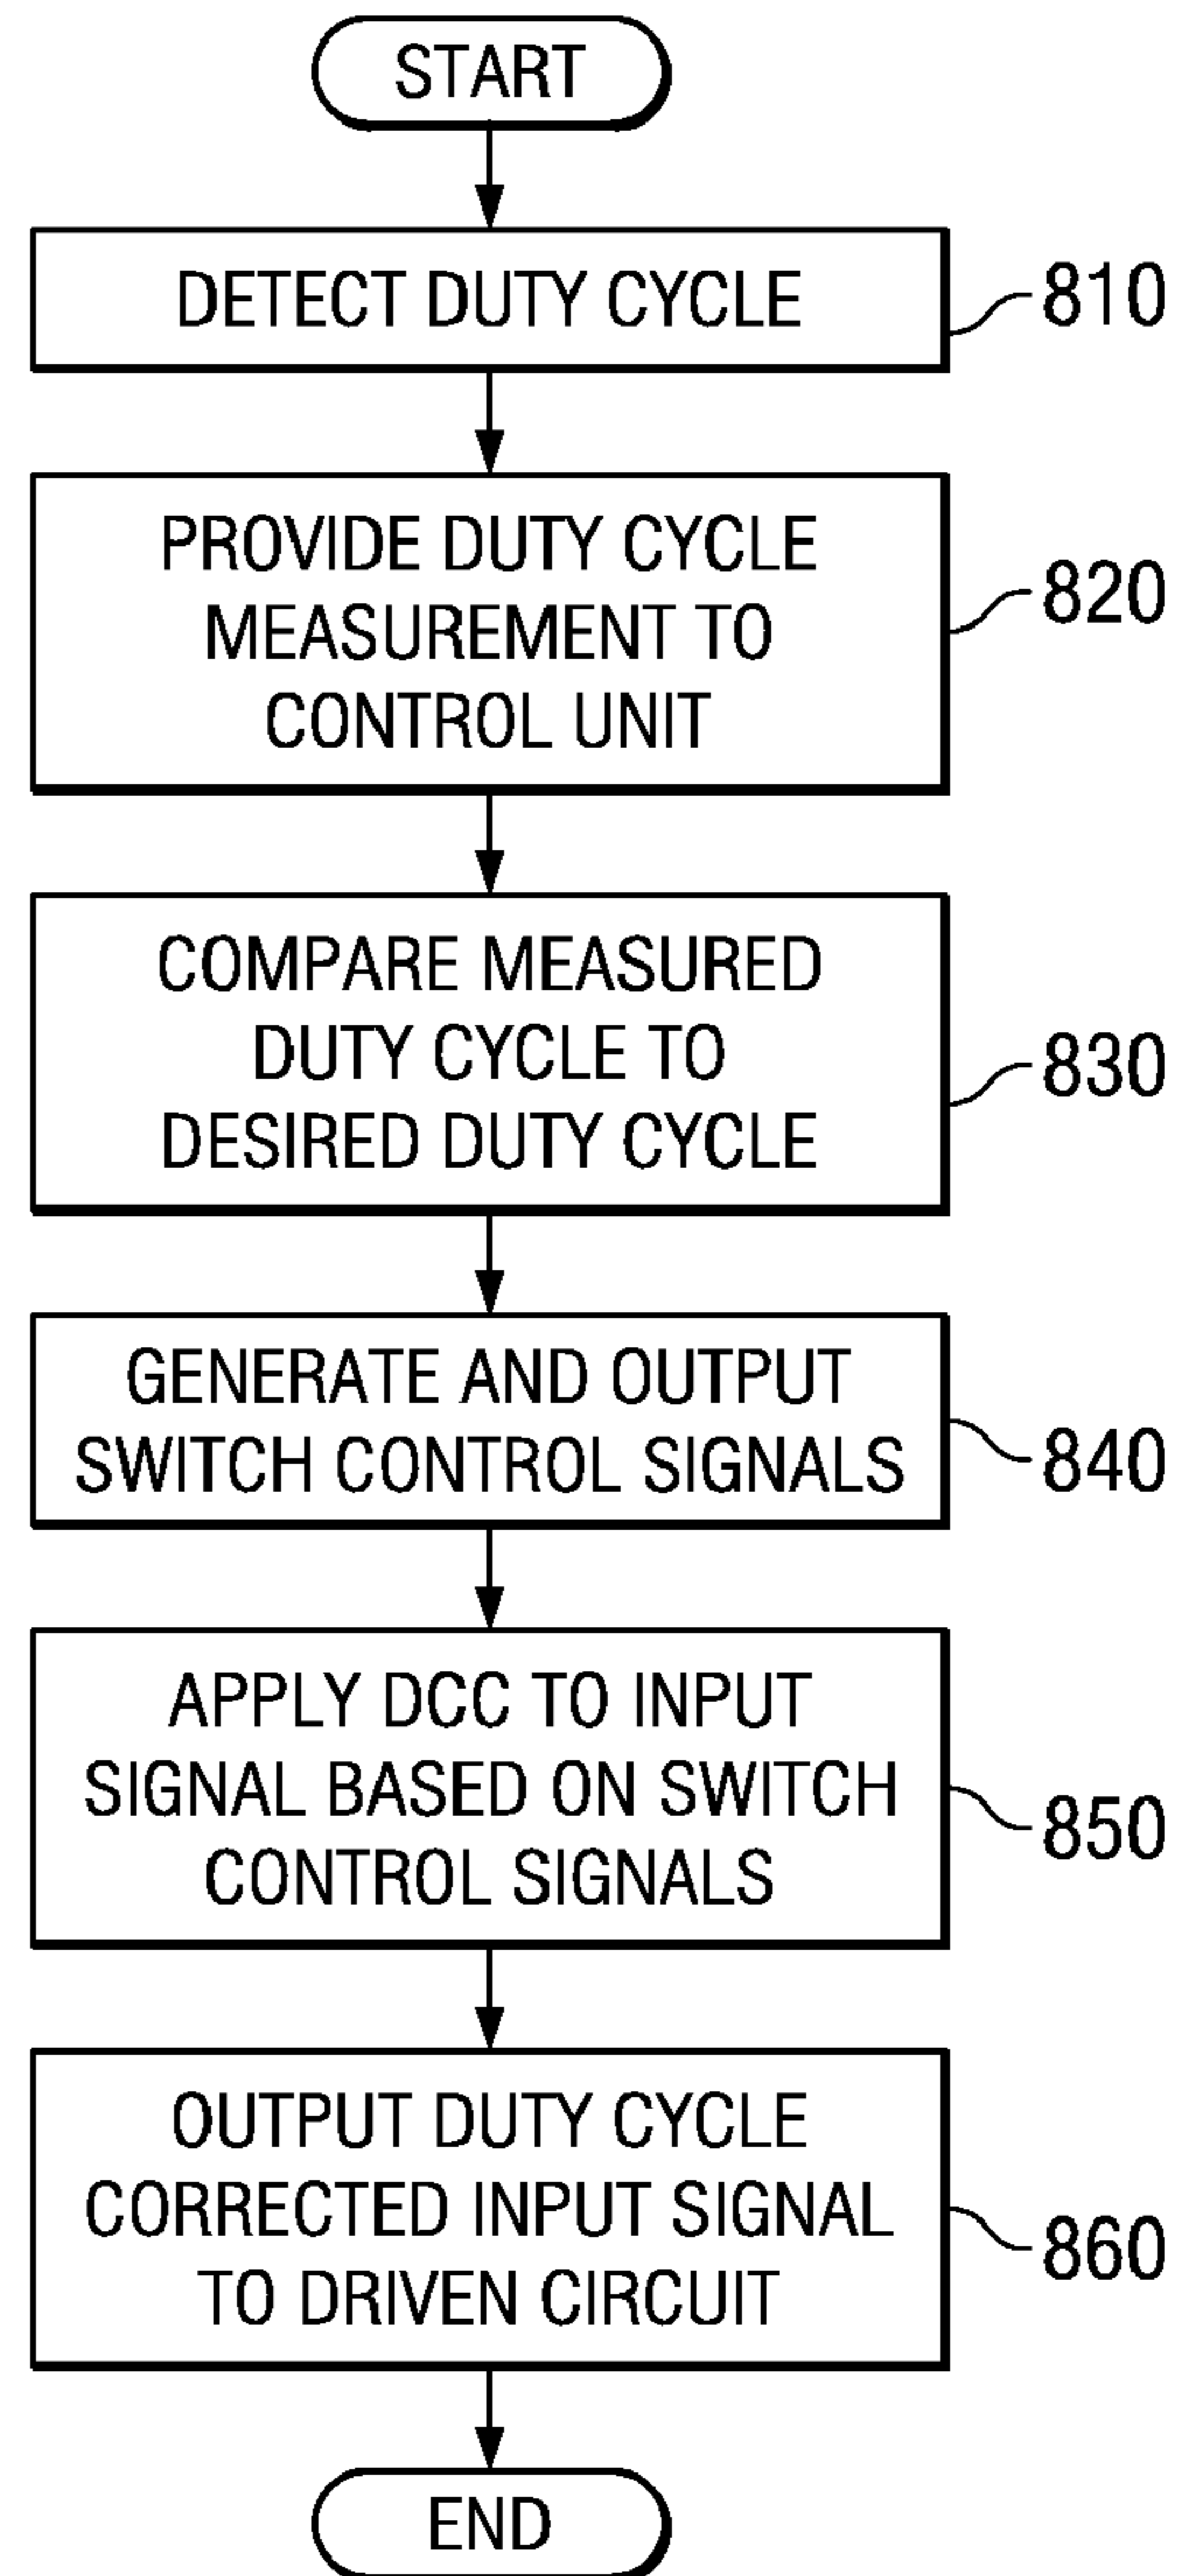 START
DETECT DUTY CYCLE
810
PROVIDE DUTY CYCLE
MEASUREMENT TO
CONTROL UNIT
820
COMPARE MEASURED
DUTY CYCLE TO
DESIRED DUTY CYCLE
830
GENERATE AND OUTPUT
SWITCH CONTROL SIGNALS
840
APPLY DCC TO INPUT
SIGNAL BASED ON SWITCH
CONTROL SIGNALS
850
OUTPUT DUTY CYCLE
CORRECTED INPUT SIGNAL
TO DRIVEN CIRCUIT
860
END